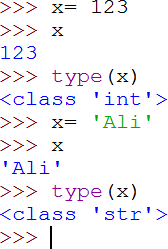 >>> x= 123
>>> x
123
>>> type(x)
<class 'int'>
>>> x= 'Ali'
>>> x
'Ali'
>>> type(x)
<class 'str'>
>>>